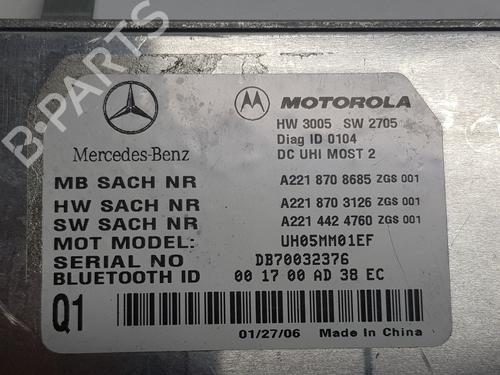 B-PARTS
MOTOROLA
HW 3005 SW 2705
Diag ID 0104
DC UHI MOST 2
Mercedes-Benz
MB SACH NR A221 870 8685 ZGS 001
HW SACH NR A221 870 3126 ZGS 001
SW SACH NR A221 442 4760 ZGS 001
MOT MODEL: UH05MM01EF
SERIAL NO DB70032376
BLUETOOTH ID 00 17 00 AD 38 EC
Q1
01/27/06 Made In China